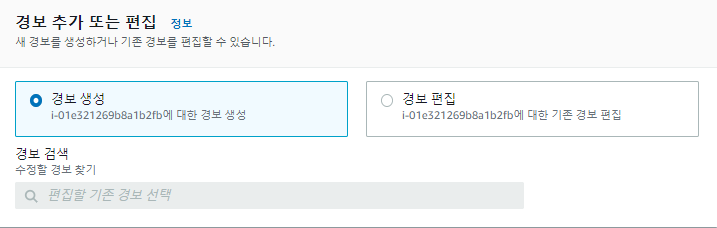 경보 추가 또는 편집 정보
새 경보를 생성하거나 기존 경보를 편집할 수 있습니다.
경보 생성
i-01e321269b8a1b2fb에 대한 경보 생성
경보 편집
i-01e321269b8a1b2fb에 대한 기존 경보 편집
경보 검색
수정할 경보 찾기
편집할 기존 경보 선택